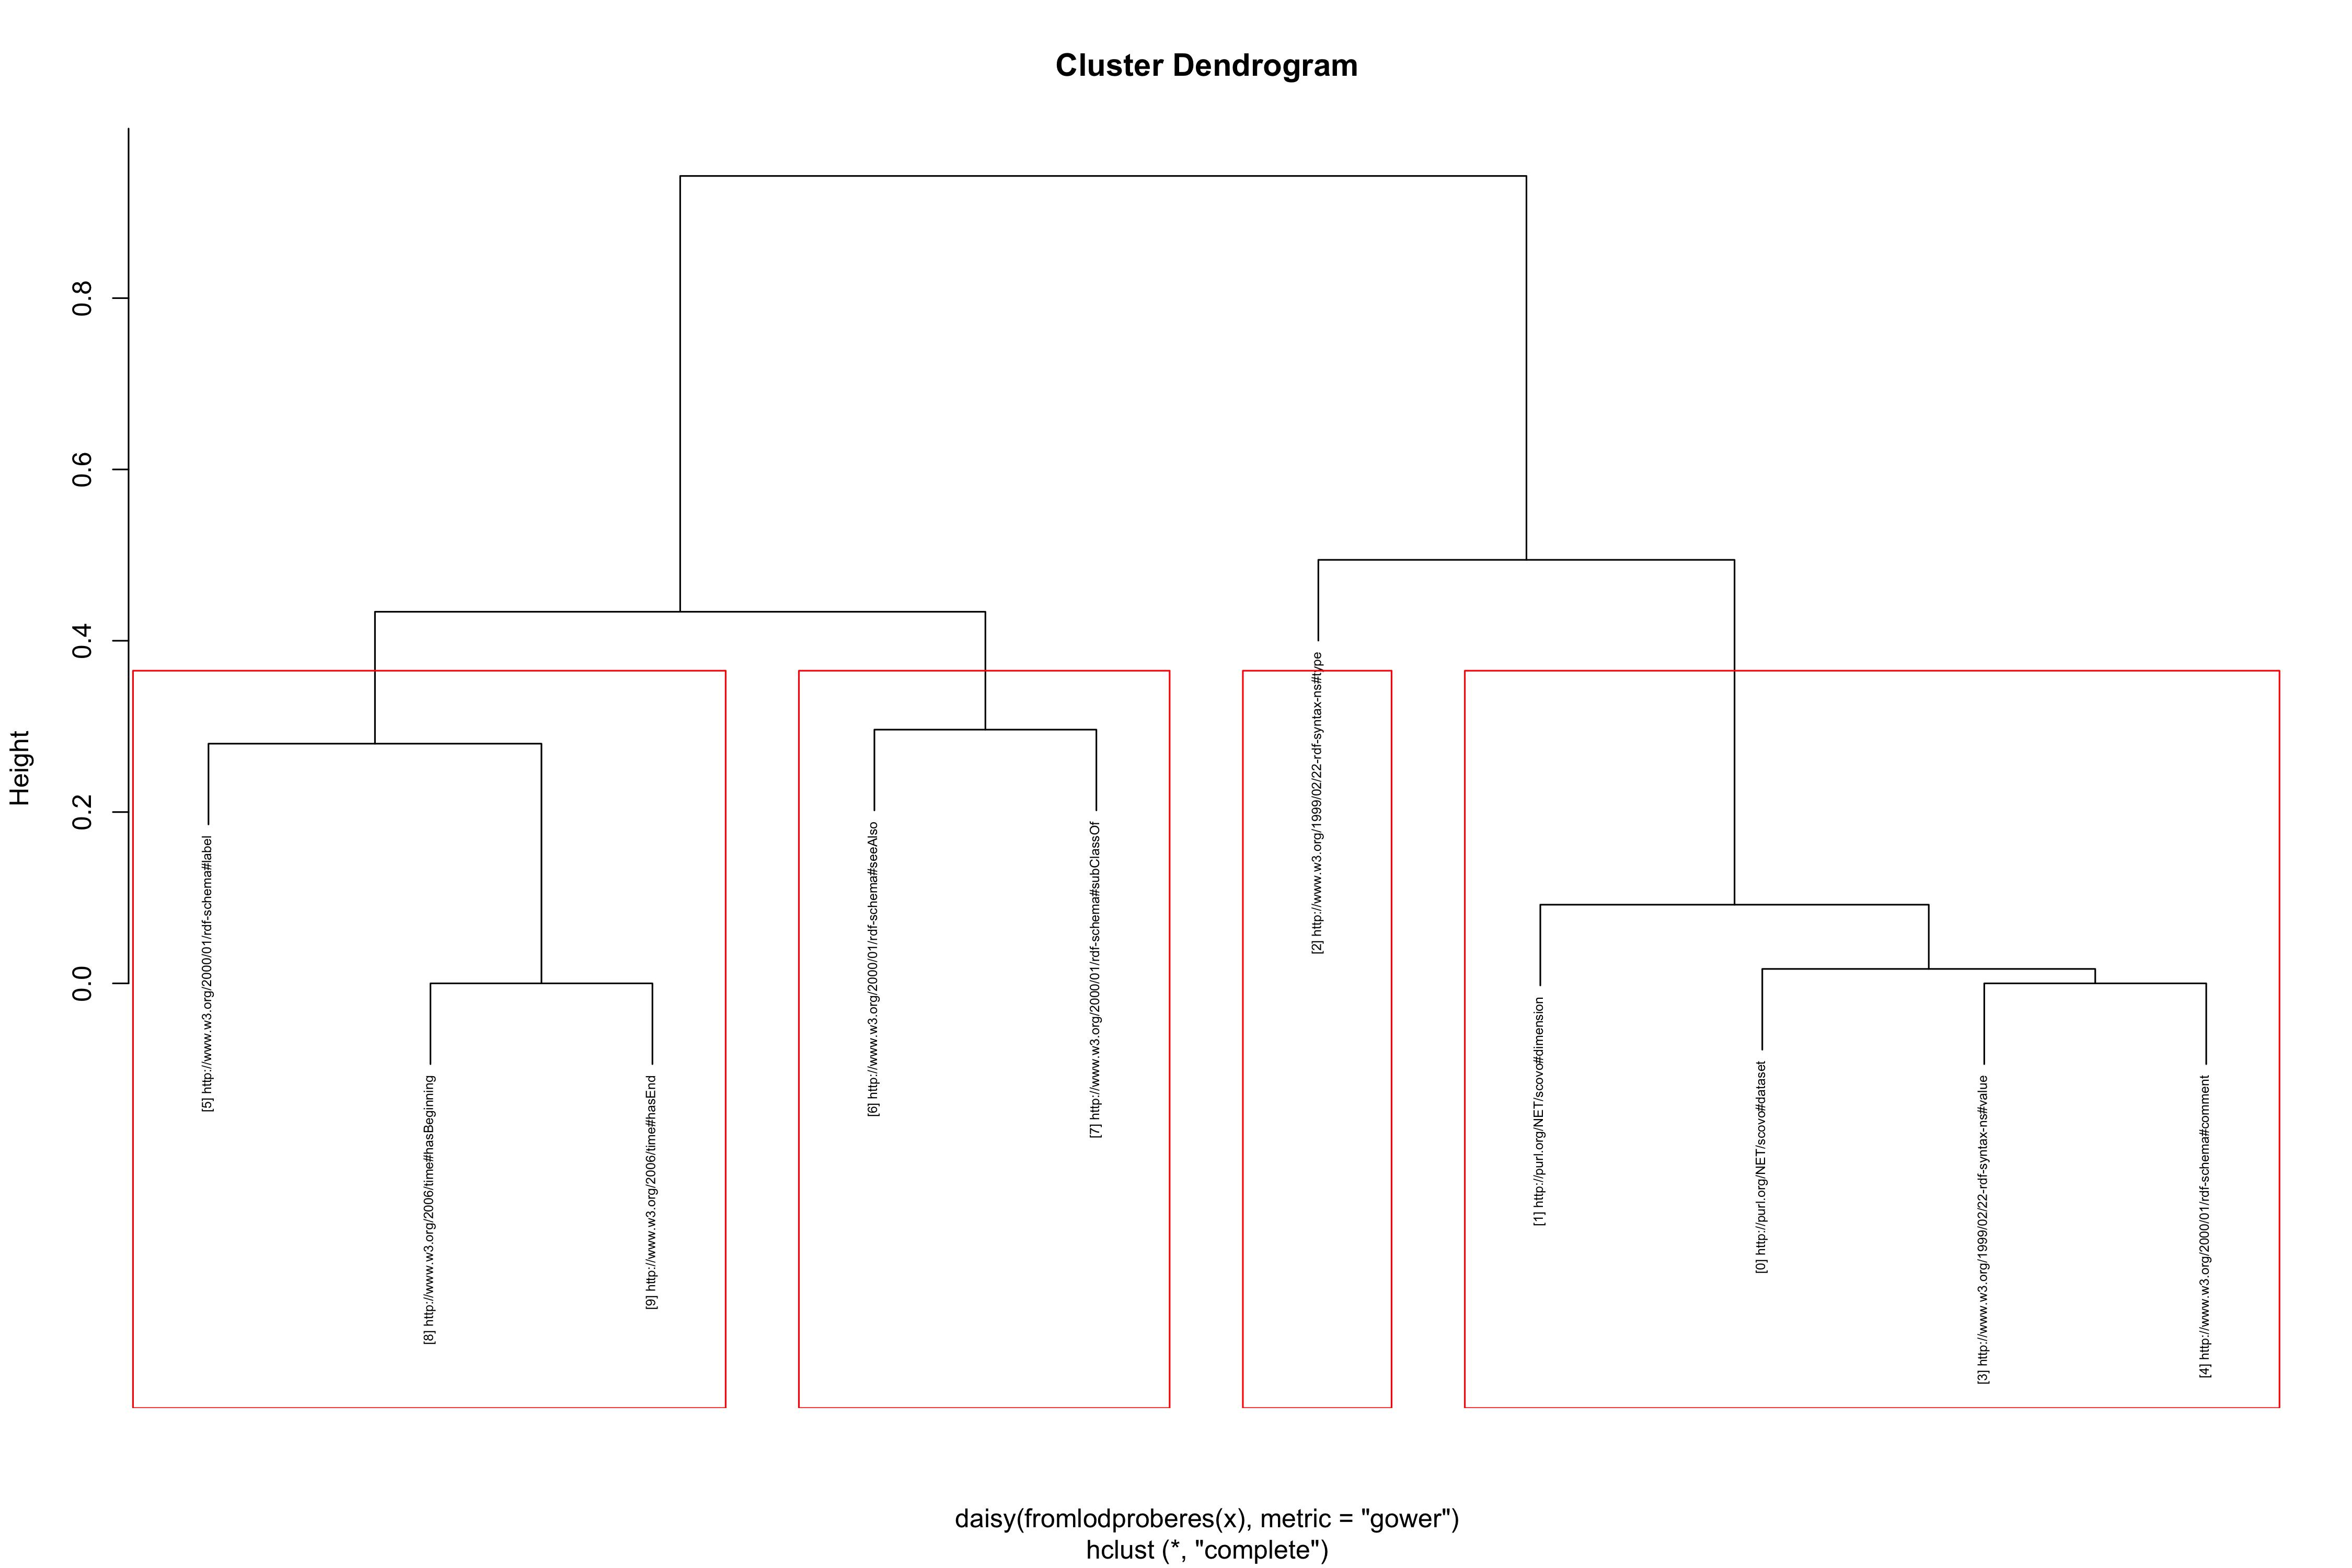 Cluster Dendrogram
Height
0.0
0.2
0.4
0.6
0.8
[5] http://www.w3.org/2000/01/rdf-schema#label
[8] http://www.w3.org/2006/time#hasBeginning
[9] http://www.w3.org/2006/time#hasEnd
[6] http://www.w3.org/2000/01/rdf-schema#seeAlso
[7] http://www.w3.org/2000/01/rdf-schema#subClassOf
[2] http://www.w3.org/1999/02/22-rdf-syntax-ns#type
[1] http://purl.org/NET/scovo#dimension
[0] http://purl.org/NET/scovo#dataset
[3] http://www.w3.org/1999/02/22-rdf-syntax-ns#value
[4] http://www.w3.org/2000/01/rdf-schema#comment
daisy(fromlodproberes(x), metric = "gower")
hclust (*, "complete")